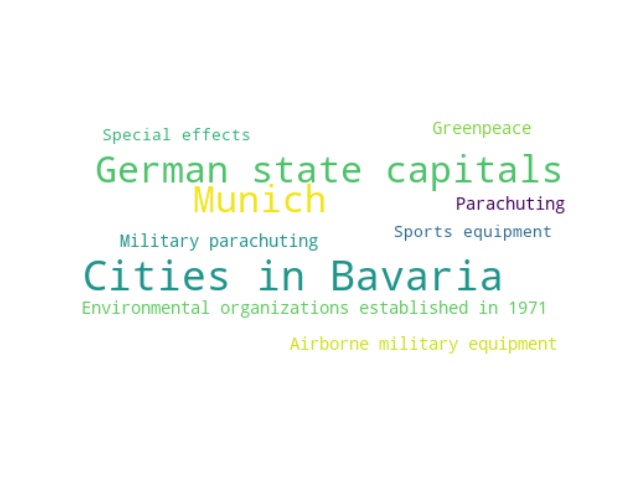 Greenpeace
Special effects
German state capitals
Munich
Parachuting
Sports equipment
Military parachuting
Cities in Bavaria
Environmental organizations established in 1971
Airborne military equipment